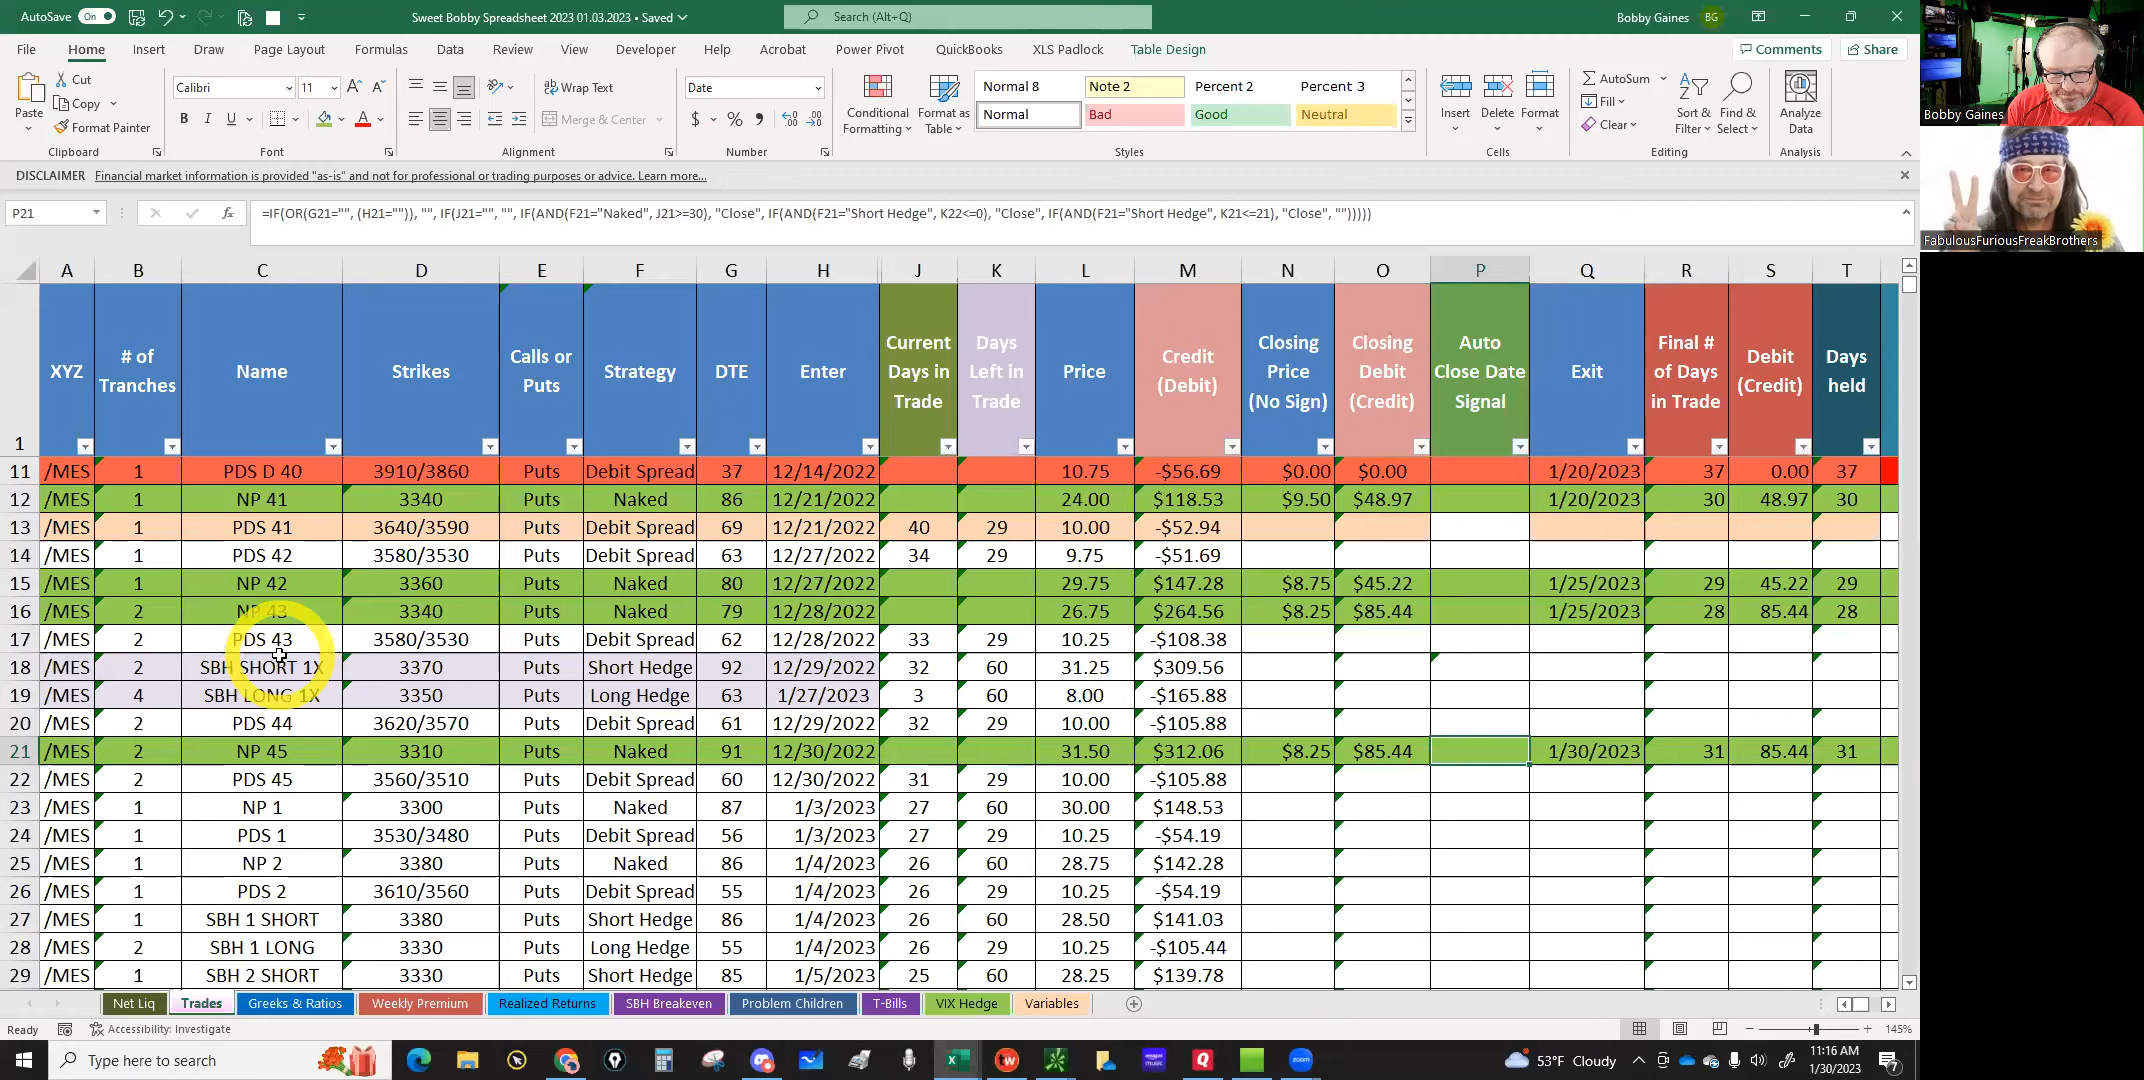 AutoSave On Sweet Bobby Spreadsheet 2023 01.03.2023 • Saved Search (Alt+Q) Bobby Gaines BG
File Home Insert Draw Page Layout Formulas Data Review View Developer Help Acrobat Power Pivot QuickBooks XLS Padlock Table Design Comments Share
Paste Cut Copy Format Painter Clipboard
Calibri 11 B I U Font
Wrap Text Merge & Center Alignment
Date $ % Number
Conditional Formatting Format as Table
Normal 8 Note 2 Percent 2 Percent 3
Normal Bad Good Neutral
Styles
Insert Delete Format Cells
AutoSum Fill Clear Sort & Filter Find & Select Editing
Analyze Data Analysis
DISCLAIMER Financial market information is provided "as-is" and not for professional or trading purposes or advice. Learn more...
P21 fx =IF(OR(G21="", (H21="")), "", IF(J21="", "", IF(AND(F21="Naked", J21>=30), "Close", IF(AND(F21="Short Hedge", K22<=0), "Close", IF(AND(F21="Short Hedge", K21<=21), "Close", "")))))
A B C D E F G H J K L M N O P Q R S T
1 XYZ # of Tranches Name Strikes Calls or Puts Strategy DTE Enter Current Days in Trade Days Left in Trade Price Credit (Debit) Closing Price (No Sign) Closing Debit (Credit) Auto Close Date Signal Exit Final # of Days in Trade Debit (Credit) Days held
11 /MES 1 PDS D 40 3910/3860 Puts Debit Spread 37 12/14/2022 10.75 -$56.69 $0.00 $0.00 1/20/2023 37 0.00 37
12 /MES 1 NP 41 3340 Puts Naked 86 12/21/2022 24.00 $118.53 $9.50 $48.97 1/20/2023 30 48.97 30
13 /MES 1 PDS 41 3640/3590 Puts Debit Spread 69 12/21/2022 40 29 10.00 -$52.94
14 /MES 1 PDS 42 3580/3530 Puts Debit Spread 63 12/27/2022 34 29 9.75 -$51.69
15 /MES 1 NP 42 3360 Puts Naked 80 12/27/2022 29.75 $147.28 $8.75 $45.22 1/25/2023 29 45.22 29
16 /MES 2 NP 43 3340 Puts Naked 79 12/28/2022 26.75 $264.56 $8.25 $85.44 1/25/2023 28 85.44 28
17 /MES 2 PDS 43 3580/3530 Puts Debit Spread 62 12/28/2022 33 29 10.25 -$108.38
18 /MES 2 SBH SHORT 1X 3370 Puts Short Hedge 92 12/29/2022 32 60 31.25 $309.56
19 /MES 4 SBH LONG 1X 3350 Puts Long Hedge 63 1/27/2023 3 60 8.00 -$165.88
20 /MES 2 PDS 44 3620/3570 Puts Debit Spread 61 12/29/2022 32 29 10.00 -$105.88
21 /MES 2 NP 45 3310 Puts Naked 91 12/30/2022 31.50 $312.06 $8.25 $85.44 1/30/2023 31 85.44 31
22 /MES 2 PDS 45 3560/3510 Puts Debit Spread 60 12/30/2022 31 29 10.00 -$105.88
23 /MES 1 NP 1 3300 Puts Naked 87 1/3/2023 27 60 30.00 $148.53
24 /MES 1 PDS 1 3530/3480 Puts Debit Spread 56 1/3/2023 27 29 10.25 -$54.19
25 /MES 1 NP 2 3380 Puts Naked 86 1/4/2023 26 60 28.75 $142.28
26 /MES 1 PDS 2 3610/3560 Puts Debit Spread 55 1/4/2023 26 29 10.25 -$54.19
27 /MES 1 SBH 1 SHORT 3380 Puts Short Hedge 86 1/4/2023 26 60 28.50 $141.03
28 /MES 2 SBH 1 LONG 3330 Puts Long Hedge 55 1/4/2023 26 29 10.25 -$105.44
29 /MES 1 SBH 2 SHORT 3330 Puts Short Hedge 85 1/5/2023 25 60 28.25 $139.78
Net Liq Trades Greeks & Ratios Weekly Premium Realized Returns SBH Breakeven Problem Children T-Bills VIX Hedge Variables
Ready Accessibility: Investigate 145%
Type here to search 53°F Cloudy 11:16 AM
1/30/2023 7
Bobby Gaines
FabulousFuriousFreakBrothers